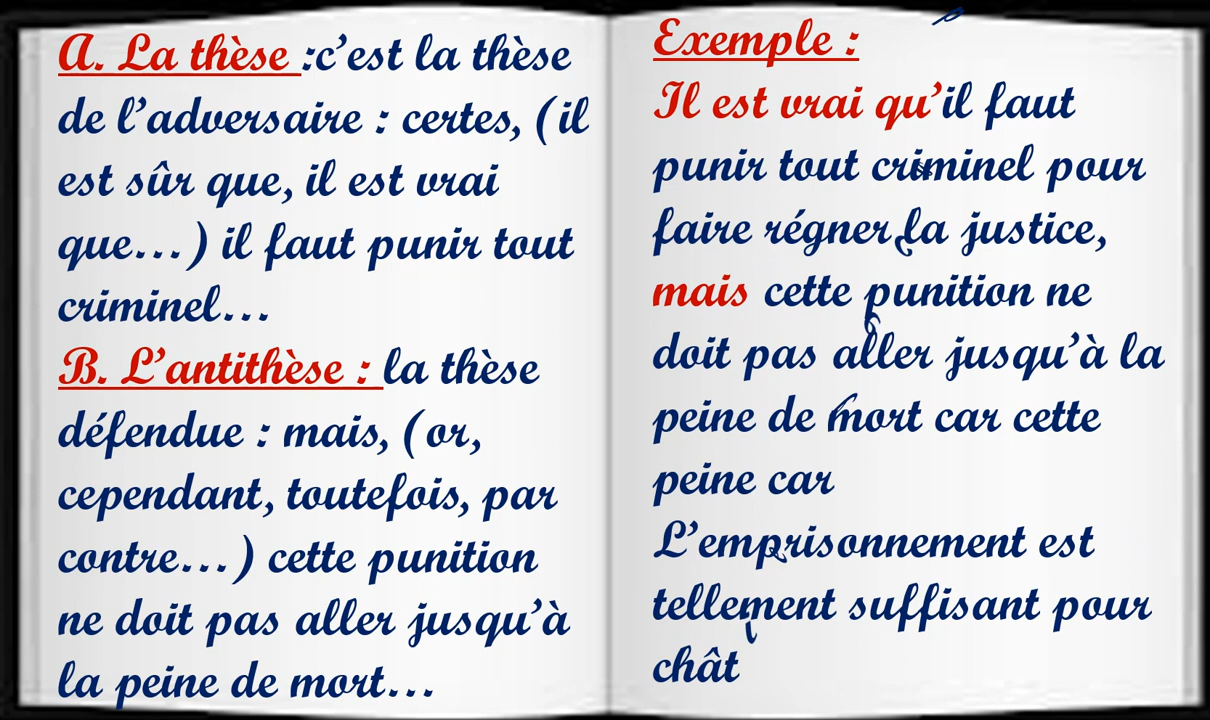 A. La thèse :c’est la thèse
de l’adversaire : certes, (il
est sûr que, il est vrai
que…) il faut punir tout
criminel…
B. L’antithèse : la thèse
défendue : mais, (or,
cependant, toutefois, par
contre…) cette punition
ne doit pas aller jusqu’à
la peine de mort…
Exemple :
Il est vrai qu’il faut
punir tout criminel pour
faire régner la justice,
mais cette punition ne
doit pas aller jusqu’à la
peine de mort car cette
peine car
L’emprisonnement est
tellement suffisant pour
chât